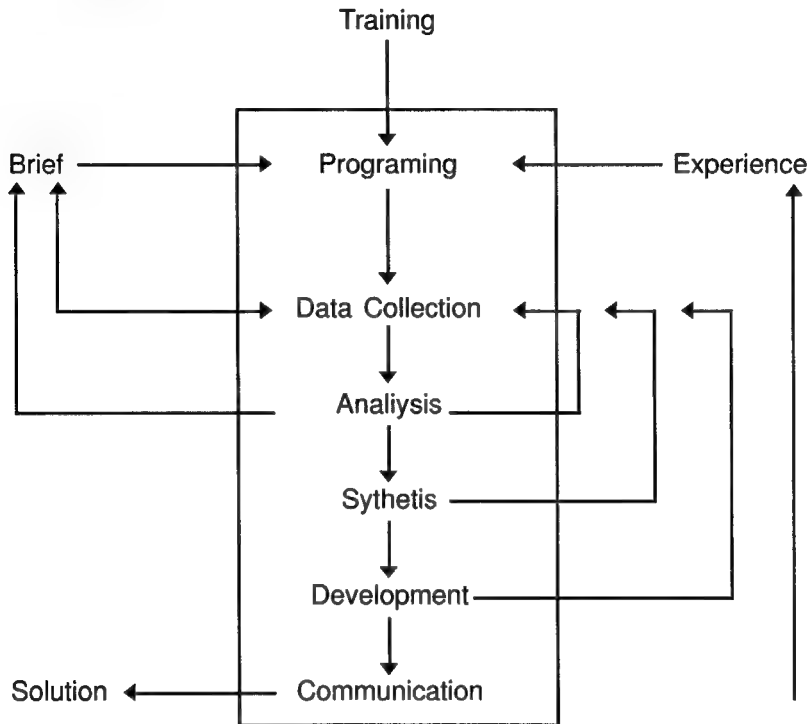 Training
Brief Programing Experience
Data Collection
Analiysis
Sythetis
Development
Solution Communication